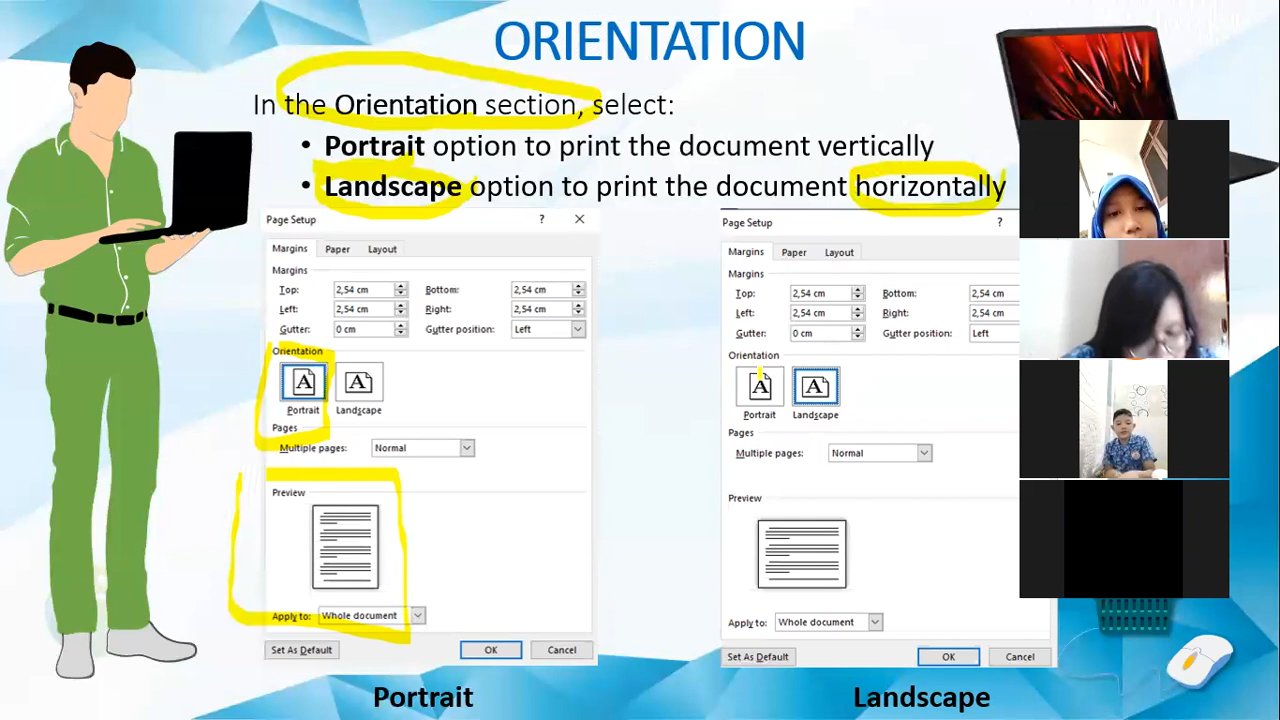 ORIENTATION
In the Orientation section, select:
• Portrait option to print the document vertically
• Landscape option to print the document horizontally
Page Setup ? ×
Margins Paper Layout
Margins
Top: 2,54 cm Bottom: 2,54 cm
Left: 2,54 cm Right: 2,54 cm
Gutter: 0 cm Gutter position: Left
Orientation
A A
Portrait Landscape
Pages
Multiple pages: Normal
Preview
Apply to: Whole document
Set As Default OK Cancel
Portrait
Page Setup ?
Margins Paper Layout
Margins
Top: 2,54 cm Bottom: 2,54 cm
Left: 2,54 cm Right: 2,54 cm
Gutter: 0 cm Gutter position: Left
Orientation
A A
Portrait Landscape
Pages
Multiple pages: Normal
Preview
Apply to: Whole document
Set As Default OK Cancel
Landscape